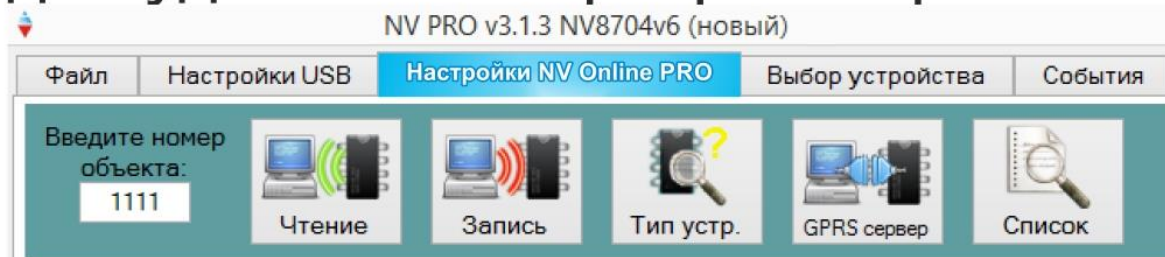 NV PRO v3.1.3 NV8704v6 (новый)
Файл Настройки USB Настройки NV Online PRO Выбор устройства События
Введите номер
объекта:
1111
Чтение Запись Тип устр. GPRS сервер Список